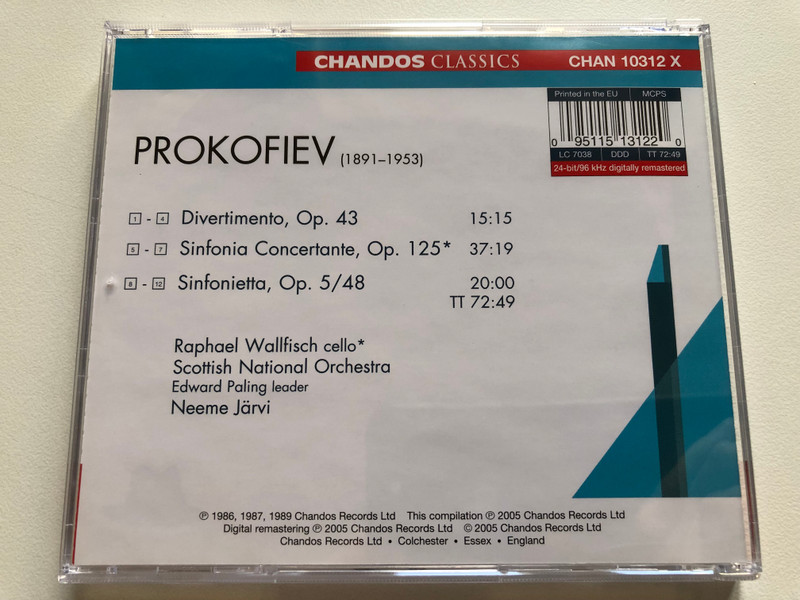 CHANDOS CLASSICS CHAN 10312 X
Printed in the EU MCPS
0 95115 13122 0
LC 7038 DDD TT 72:49
24-bit/96 kHz digitally remastered
PROKOFIEV (1891–1953)
1 - 4 Divertimento, Op. 43 15:15
5 - 7 Sinfonia Concertante, Op. 125* 37:19
8 - 12 Sinfonietta, Op. 5/48 20:00
TT 72:49
Raphael Wallfisch cello*
Scottish National Orchestra
Edward Paling leader
Neeme Järvi
℗ 1986, 1987, 1989 Chandos Records Ltd This compilation ℗ 2005 Chandos Records Ltd
Digital remastering ℗ 2005 Chandos Records Ltd © 2005 Chandos Records Ltd
Chandos Records Ltd • Colchester • Essex • England